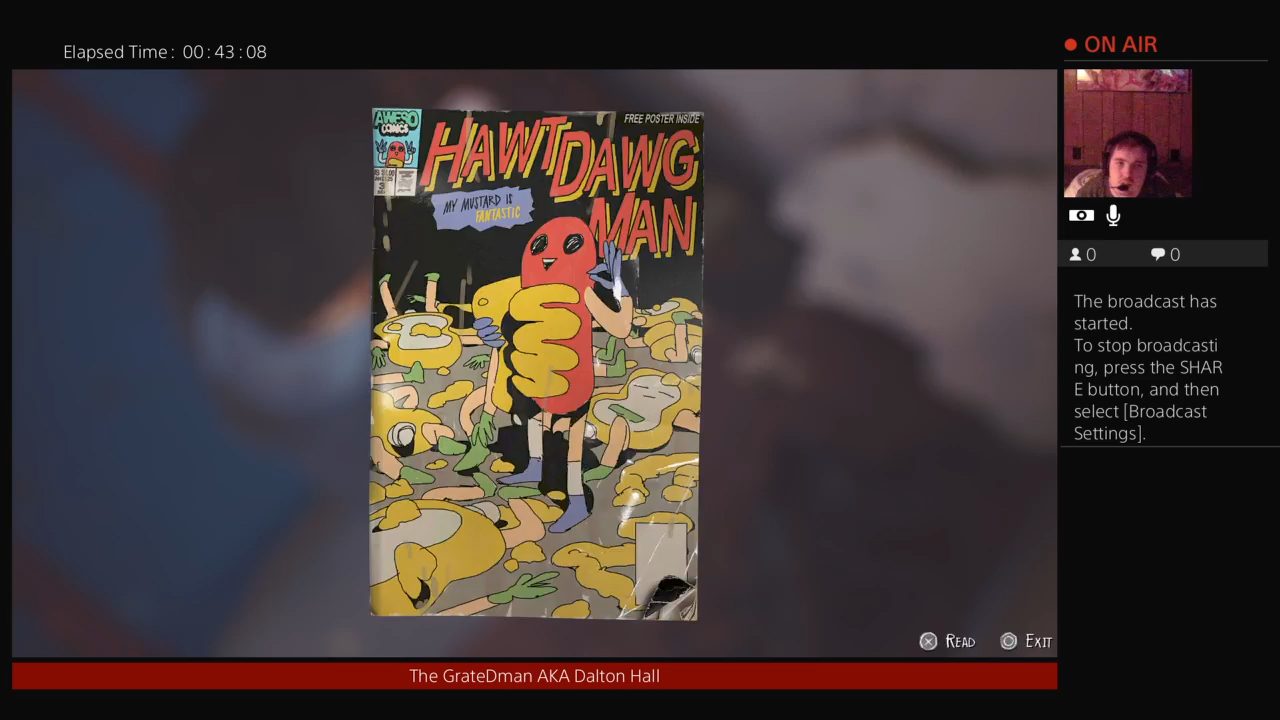 Elapsed Time: 00:43:08
ON AIR
AWESO
COMICS
FREE POSTER INSIDE
HAWT DAWG
MAN
MY MUSTARD IS
FANTASTIC
0
0
The broadcast has
started.
To stop broadcasti
ng, press the SHAR
E button, and then
select [Broadcast
Settings].
READ
EXIT
The GrateDman AKA Dalton Hall